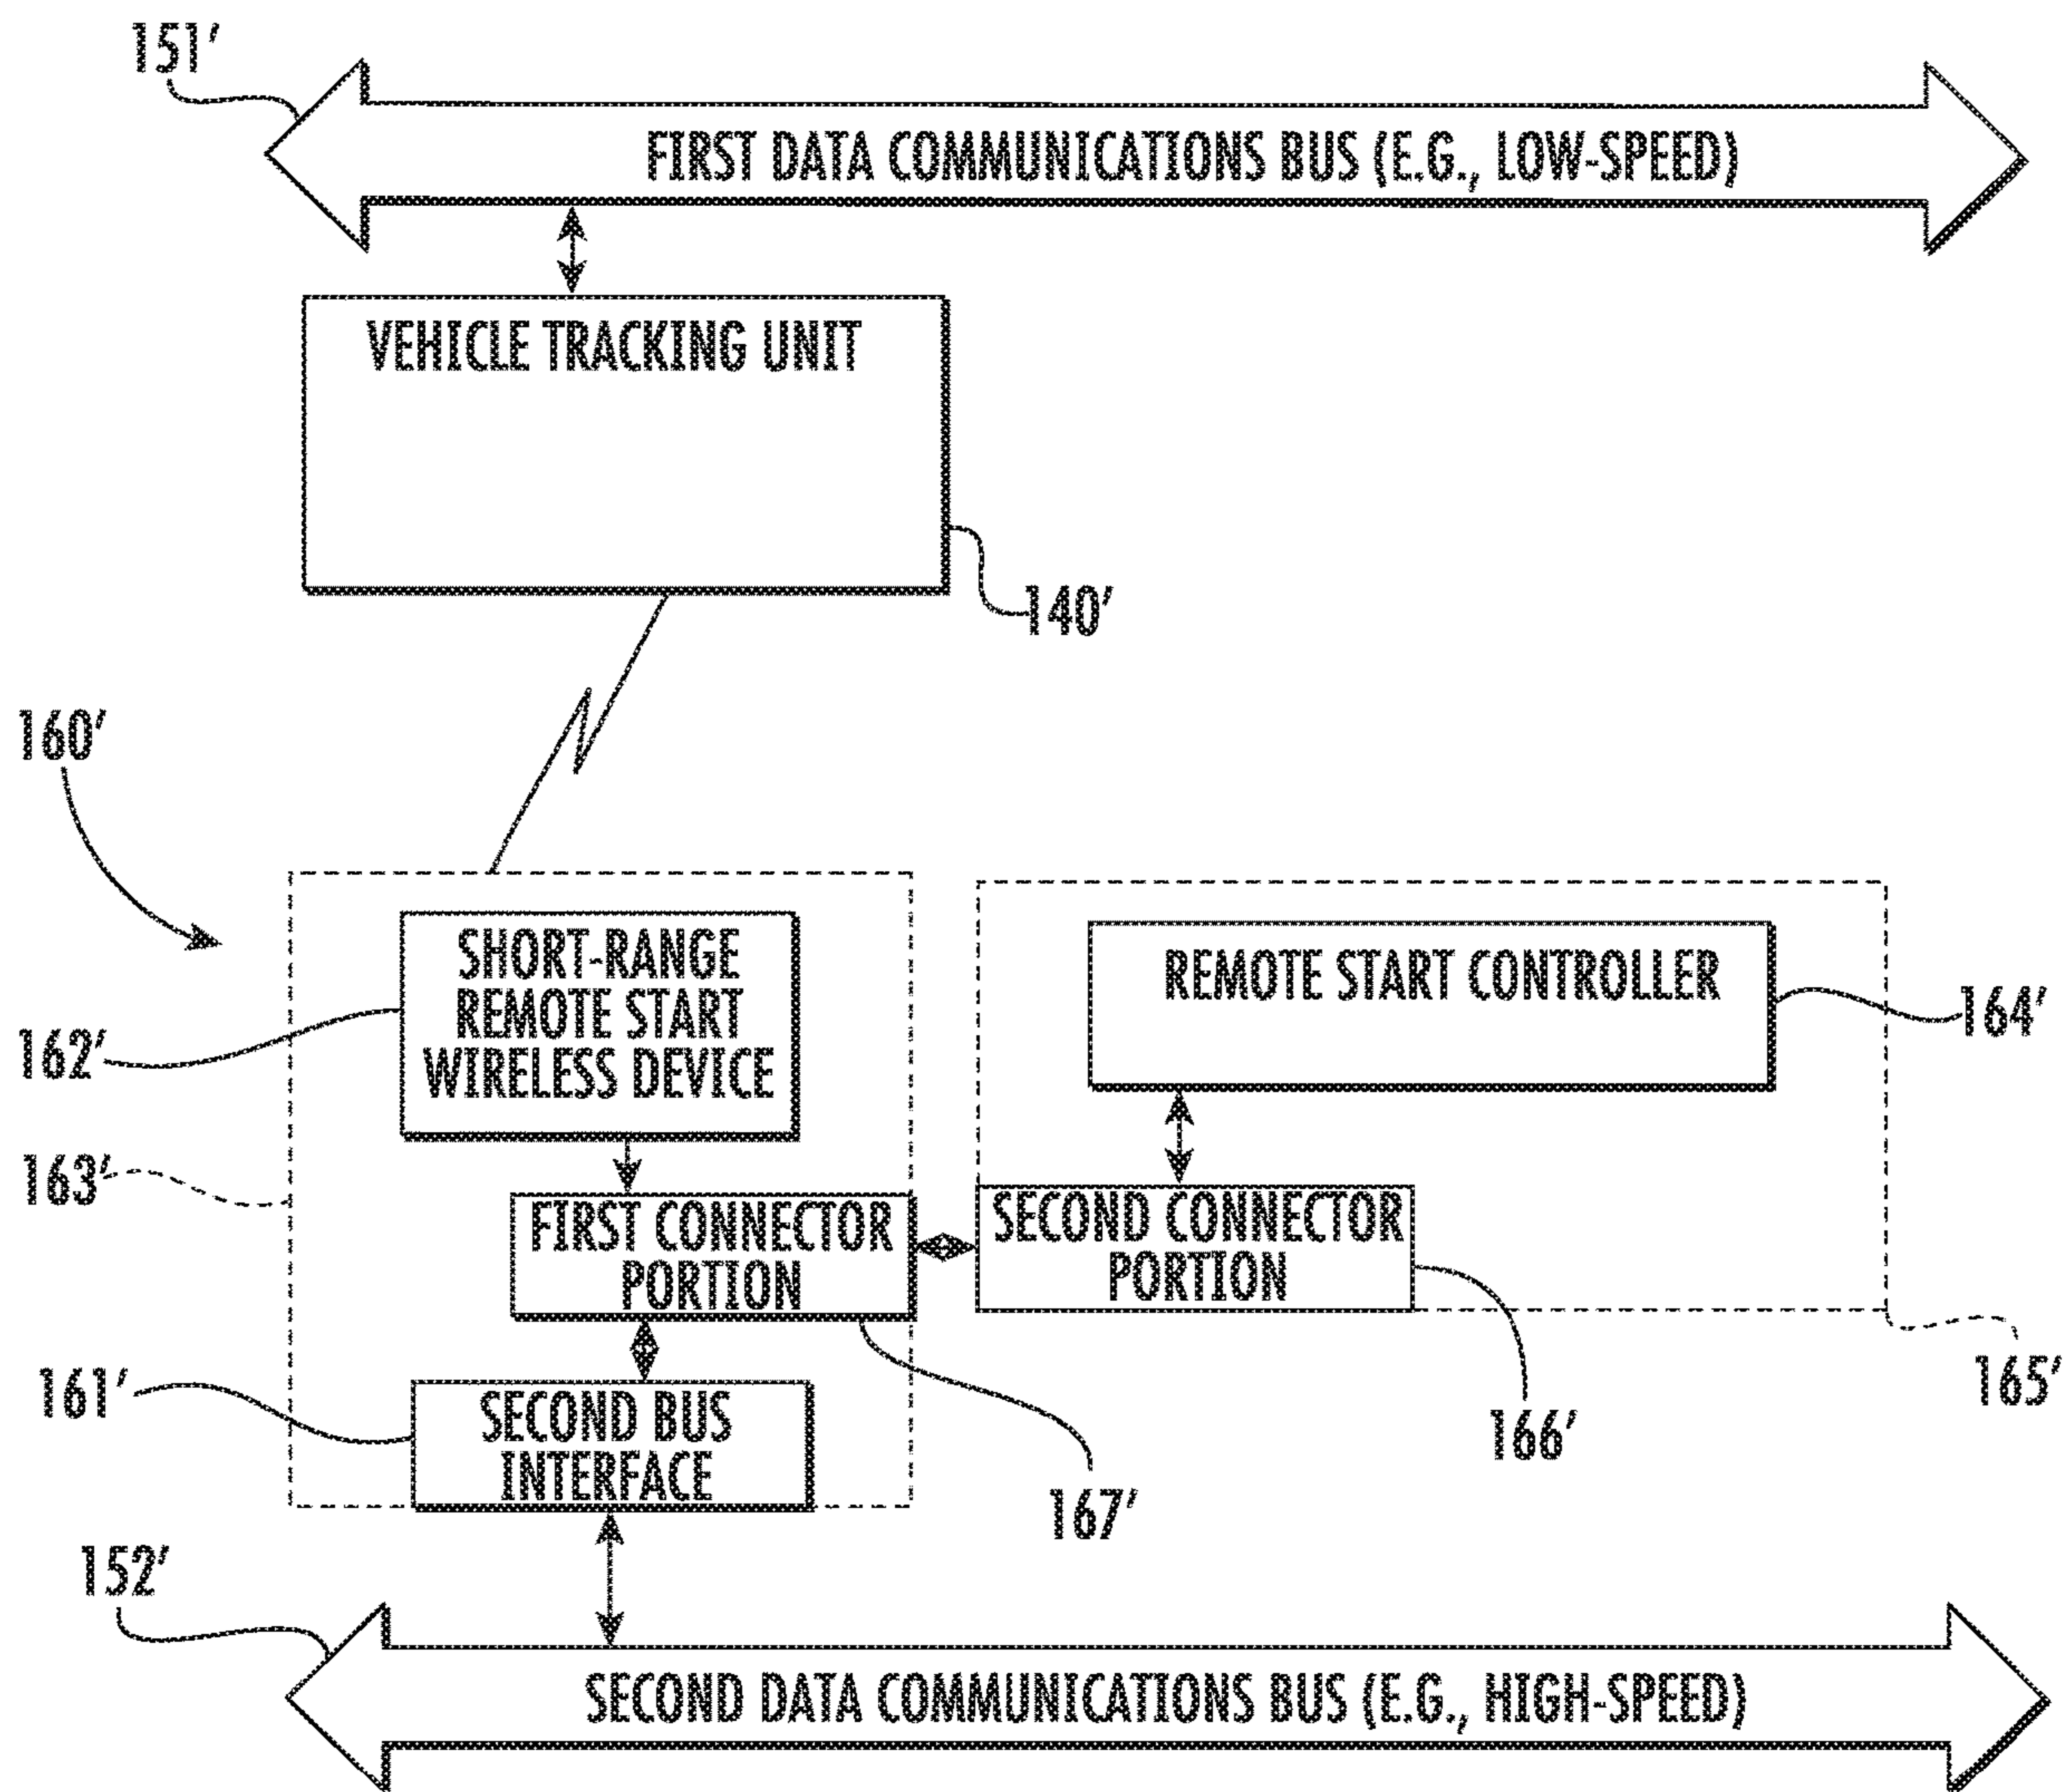 151′
FIRST DATA COMMUNICATIONS BUS (E.G., LOW-SPEED)
VEHICLE TRACKING UNIT
140′
160′
SHORT-RANGE
REMOTE START
WIRELESS DEVICE
REMOTE START CONTROLLER
162′
164′
163′
FIRST CONNECTOR
PORTION
SECOND CONNECTOR
PORTION
161′
SECOND BUS
INTERFACE
167′
166′
165′
152′
SECOND DATA COMMUNICATIONS BUS (E.G., HIGH-SPEED)